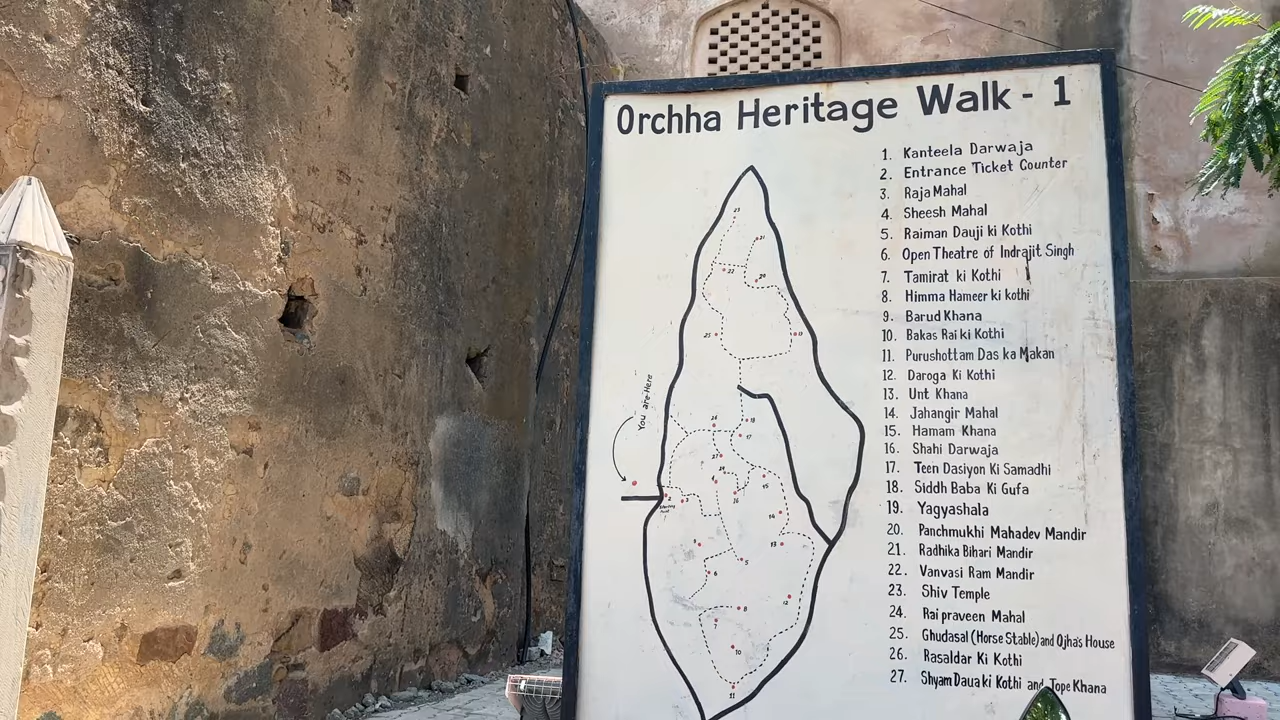 Orchha Heritage Walk - 1
1. Kanteela Darwaja
2. Entrance Ticket Counter
3. Raja Mahal
4. Sheesh Mahal
5. Raiman Dauji ki Kothi
6. Open Theatre of Indrajit Singh
7. Tamirat ki Kothi
8. Himma Hameer ki kothi
9. Barud Khana
10. Bakas Rai ki Kothi
11. Purushottam Das ka Makan
12. Daroga Ki Kothi
13. Unt Khana
14. Jahangir Mahal
15. Hamam Khana
16. Shahi Darwaja
17. Teen Dasiyon Ki Samadhi
18. Siddh Baba Ki Gufa
19. Yagyashala
20. Panchmukhi Mahadev Mandir
21. Radhika Bihari Mandir
22. Vanvasi Ram Mandir
23. Shiv Temple
24. Rai praveen Mahal
25. Ghudasal (Horse Stable) and Ojha's House
26. Rasaldar Ki Kothi
27. Shyam Daua ki Kothi and Tope Khana
You are Here